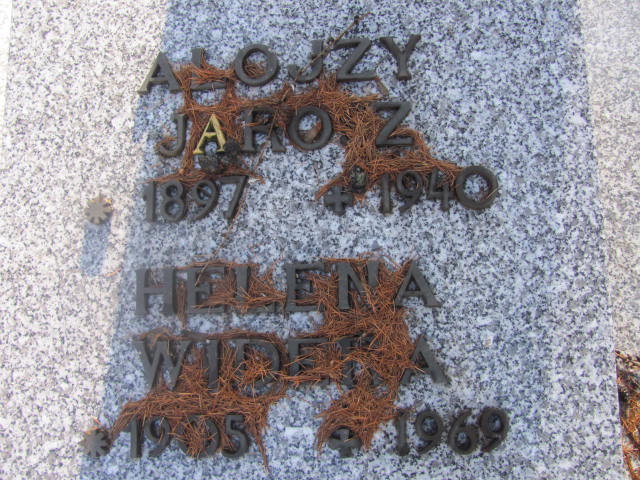 ALOJZY
JAROSZ
* 1897 + 1940
HELENA
WIDERA
* 1905 + 1969